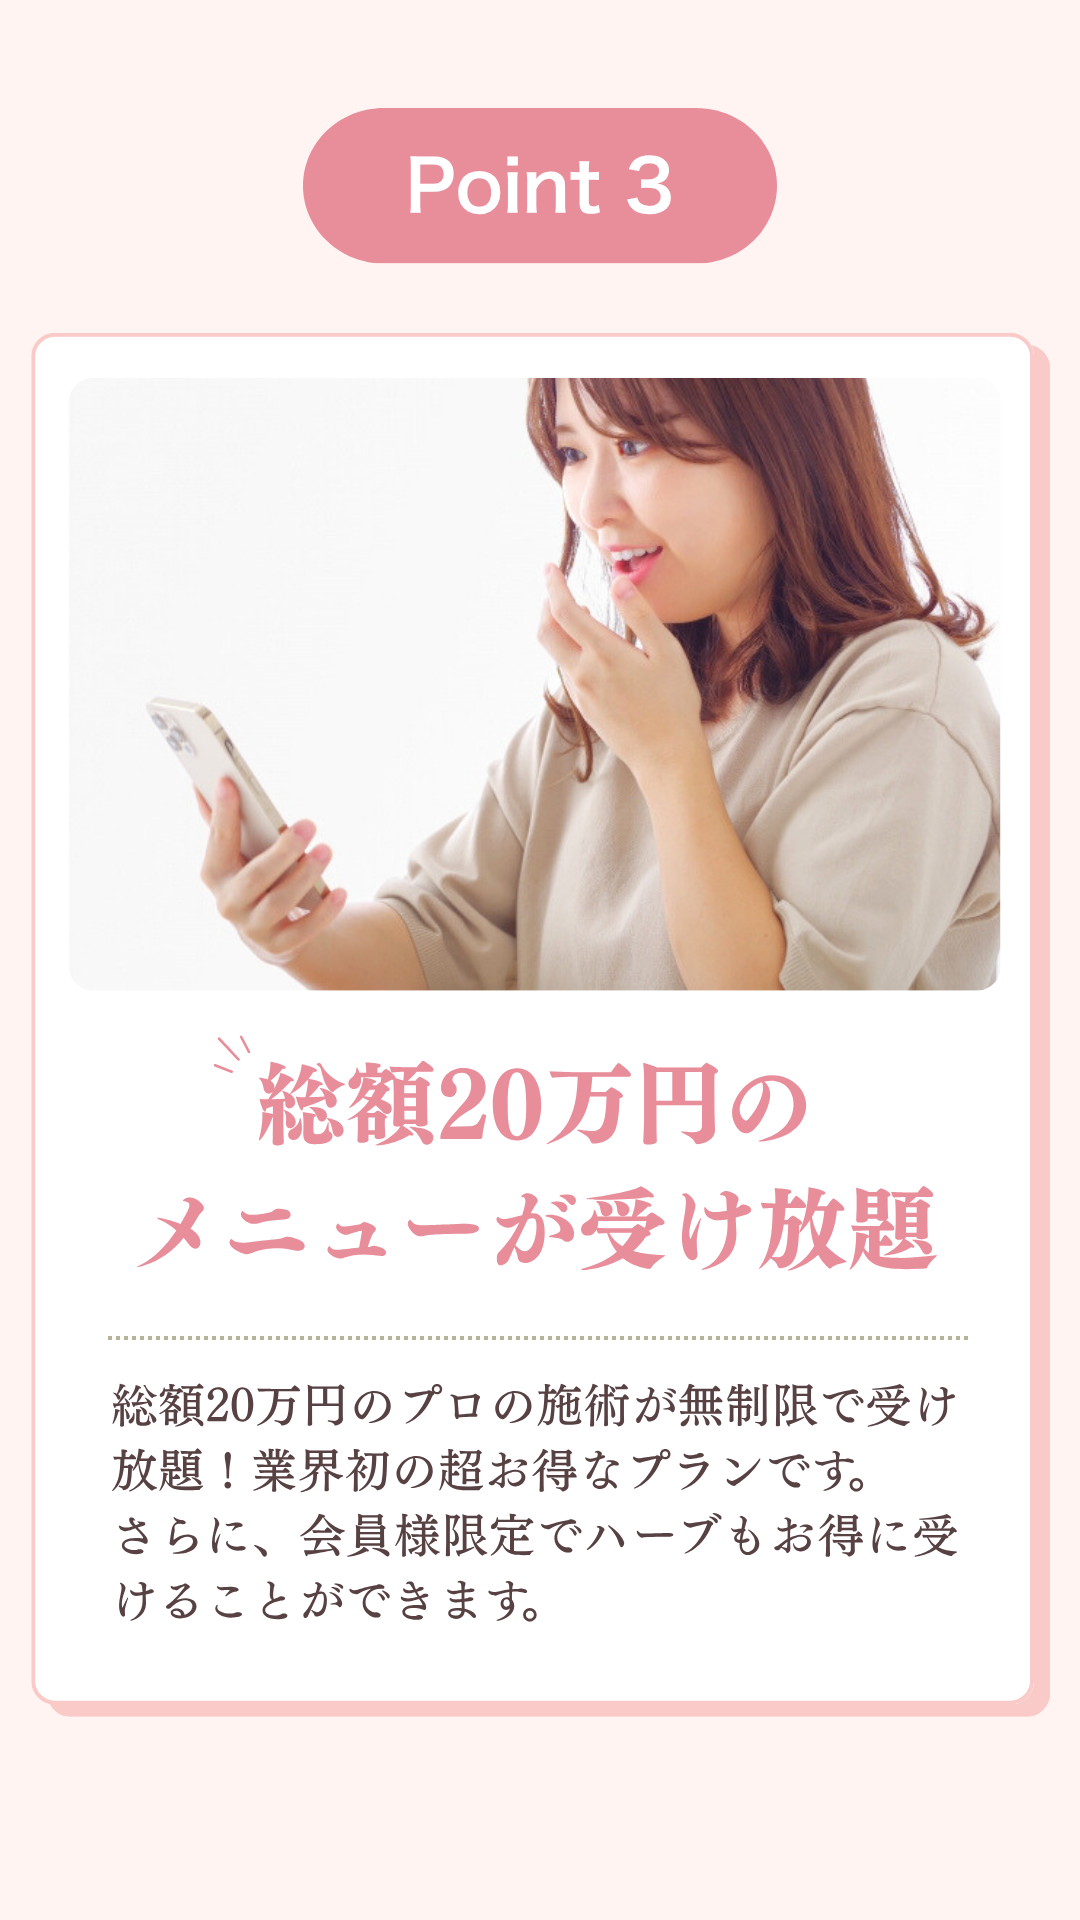 Point 3
総額20万円の
メニューが受け放題
総額20万円のプロの施術が無制限で受け
放題！業界初の超お得なプランです。
さらに、会員様限定でハーブもお得に受
けることができます。